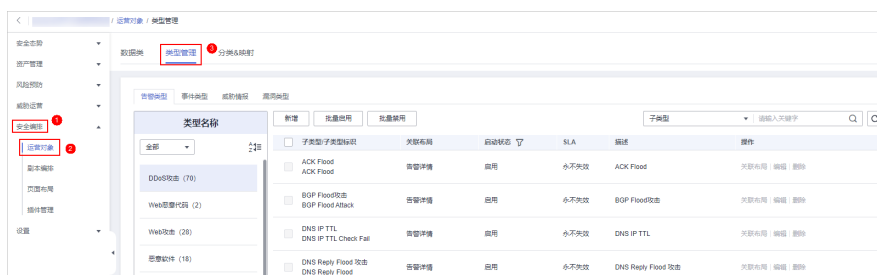 / 运营对象 / 类型管理
安全态势
资产管理
风险预防
威胁运营
安全编排 1
运营对象 2
剧本编排
页面布局
插件管理
设置
数据类 类型管理 3 分类&映射
告警类型 事件类型 威胁情报 漏洞类型
类型名称
全部
DDoS攻击 (70)
Web恶意代码 (2)
Web攻击 (28)
恶意软件 (18)
新增 批量启用 批量禁用 子类型 请输入关键字
子类型/子类型标识 关联布局 启动状态 SLA 描述 操作
ACK Flood
ACK Flood 告警详情 启用 永不失效 ACK Flood 关联布局 编辑 删除
BGP Flood攻击
BGP Flood Attack 告警详情 启用 永不失效 BGP Flood攻击 关联布局 编辑 删除
DNS IP TTL
DNS IP TTL Check Fail 告警详情 启用 永不失效 DNS IP TTL 关联布局 编辑 删除
DNS Reply Flood 攻击
DNS Reply Flood 告警详情 启用 永不失效 DNS Reply Flood 攻击 关联布局 编辑 删除